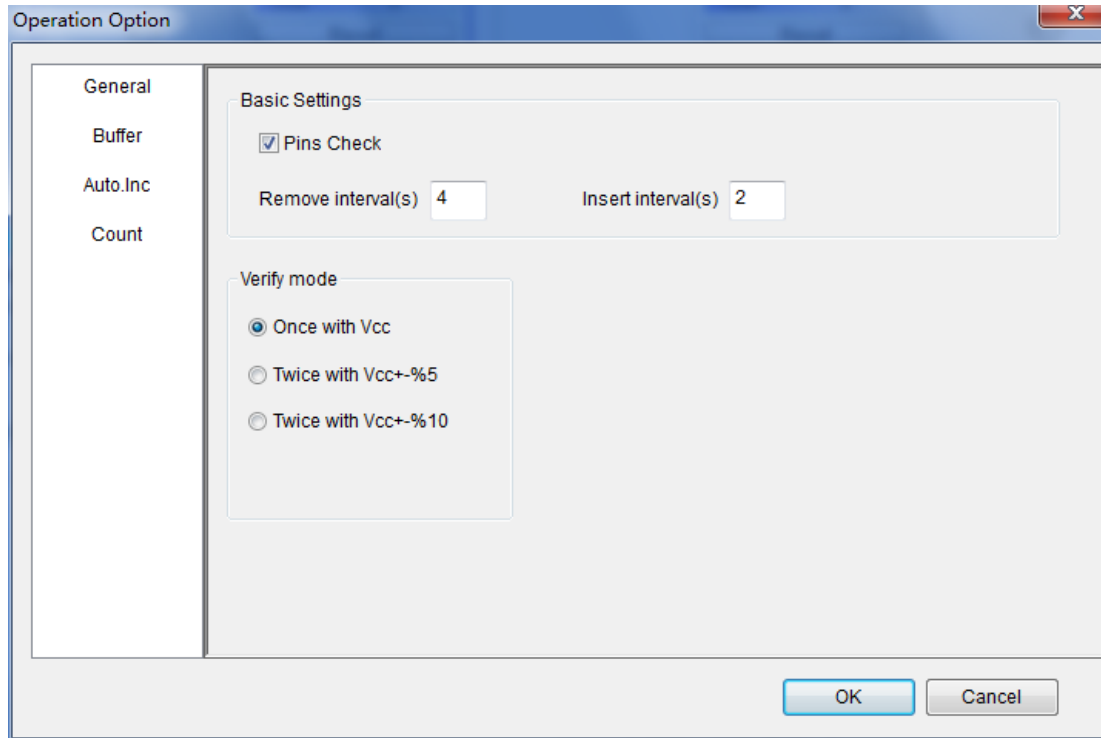 Operation Option
General
Buffer
Auto.Inc
Count
Basic Settings
Pins Check
Remove interval(s) 4 Insert interval(s) 2
Verify mode
Once with Vcc
Twice with Vcc+-%5
Twice with Vcc+-%10
OK Cancel